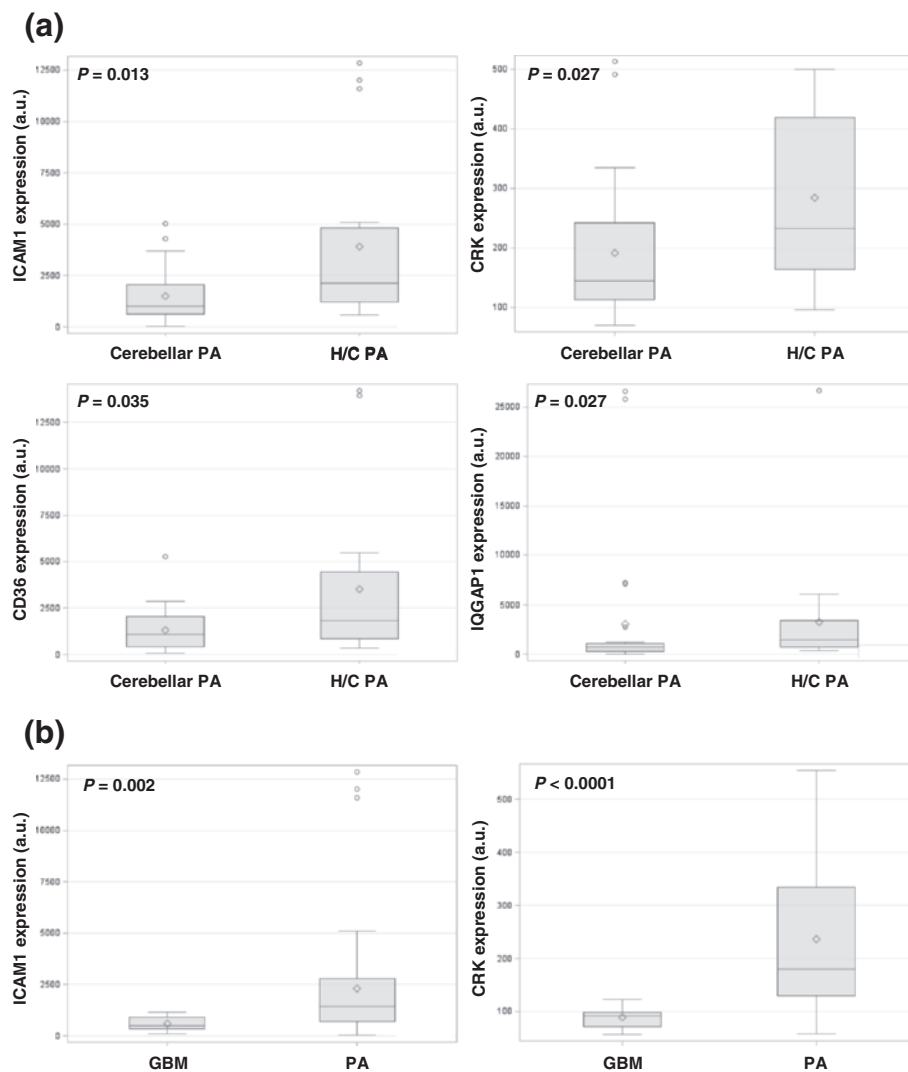 (a)
P = 0.013
ICAM1 expression (a.u.)
12500
10000
7500
5000
2500
0
Cerebellar PA
H/C PA
P = 0.027
CRK expression (a.u.)
500
400
300
200
100
Cerebellar PA
H/C PA
P = 0.035
CD36 expression (a.u.)
12500
10000
7500
5000
2500
0
Cerebellar PA
H/C PA
P = 0.027
IQGAP1 expression (a.u.)
25000
20000
15000
10000
5000
0
Cerebellar PA
H/C PA
(b)
P = 0.002
ICAM1 expression (a.u.)
12500
10000
7500
5000
2500
0
GBM
PA
P < 0.0001
CRK expression (a.u.)
500
400
300
200
100
GBM
PA